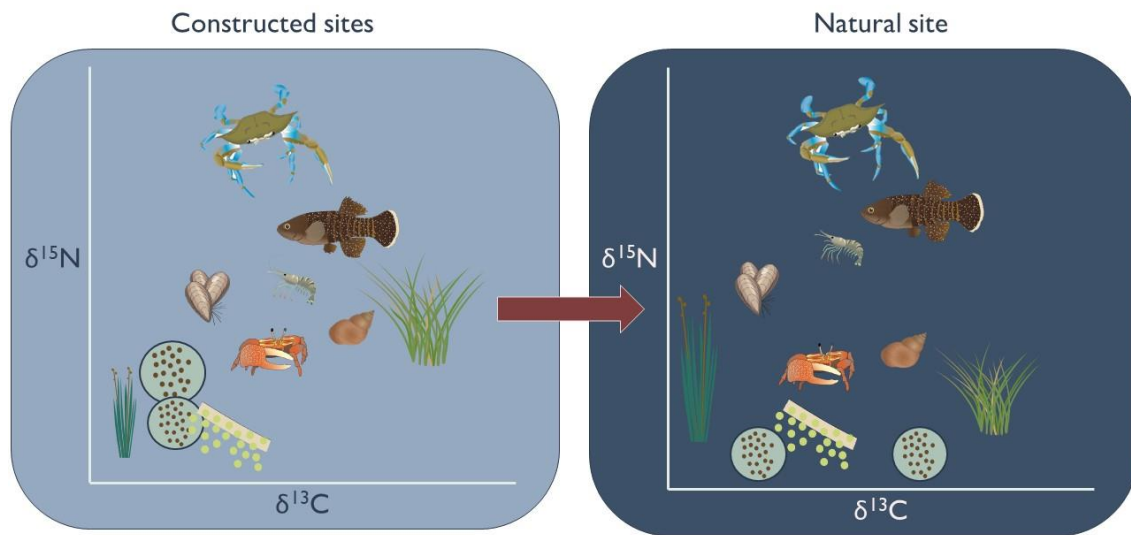 Constructed sites
Natural site
δ¹⁵N
δ¹³C
δ¹⁵N
δ¹³C